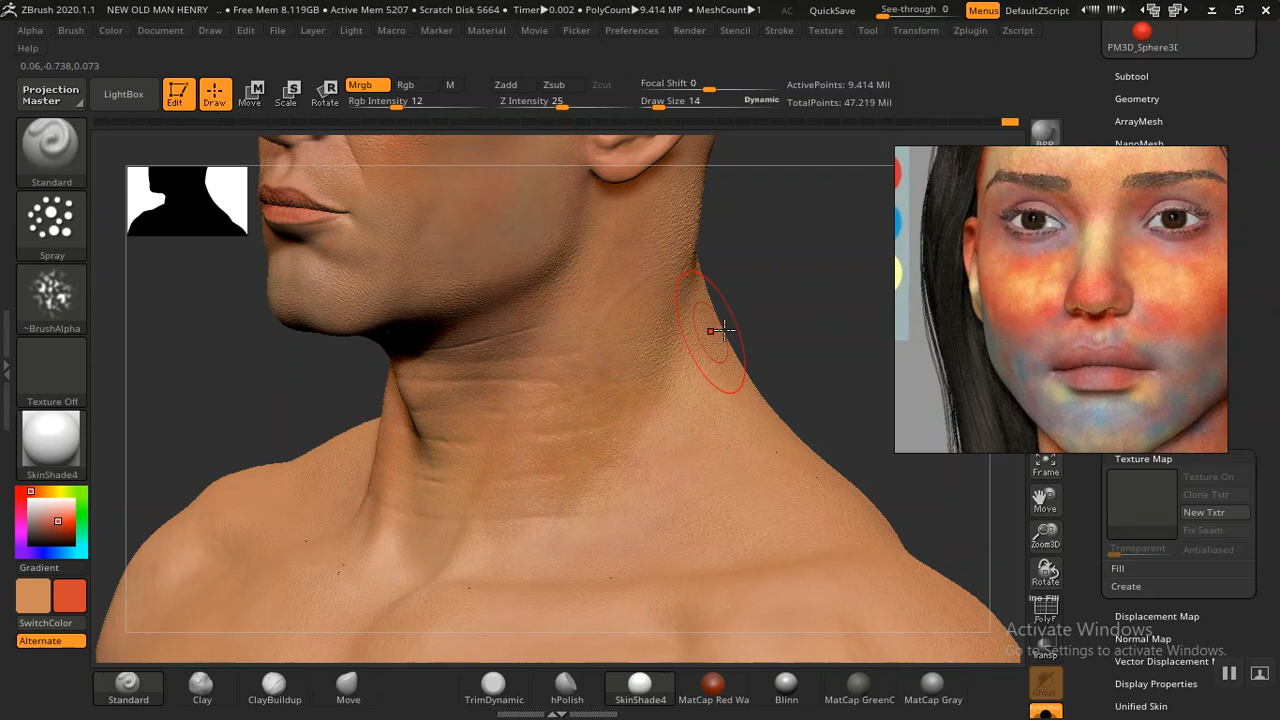 ZBrush 2020.1.1 NEW OLD MAN HENRY .. • Free Mem 8.119GB • Active Mem 5207 • Scratch Disk 5664 • Timer▶0.002 • PolyCount▶9.414 MP • MeshCount▶1 AC QuickSave See-through 0 Menus DefaultZScript
Alpha Brush Color Document Draw Edit File Layer Light Macro Marker Material Movie Picker Preferences Render Stencil Stroke Texture Tool Transform Zplugin Zscript
Help
0.06,-0.738,0.073
Projection Master
LightBox
Edit Draw Move Scale Rotate
Mrgb Rgb M Zadd Zsub Zcut Focal Shift 0 ActivePoints: 9.414 Mil
Rgb Intensity 12 Z Intensity 25 Draw Size 14 Dynamic TotalPoints: 47.219 Mil
PM3D_Sphere3D
Subtool
Geometry
ArrayMesh
NanoMesh
BPR
Standard
Spray
~BrushAlpha
Texture Off
SkinShade4
Gradient
SwitchColor
Alternate
Frame
Move
Zoom3D
Rotate
PolyF
Transp
Ghost
Texture Map
Texture On
Clone Txtr
New Txtr
Fix Seam
Transparent Antialiased
Fill
Create
Displacement Map
Normal Map
Vector Displacement
Display Properties
Unified Skin
Activate Windows
Go to Settings to activate Windows.
Standard Clay ClayBuildup Move TrimDynamic hPolish SkinShade4 MatCap Red Wa Blinn MatCap GreenC MatCap Gray